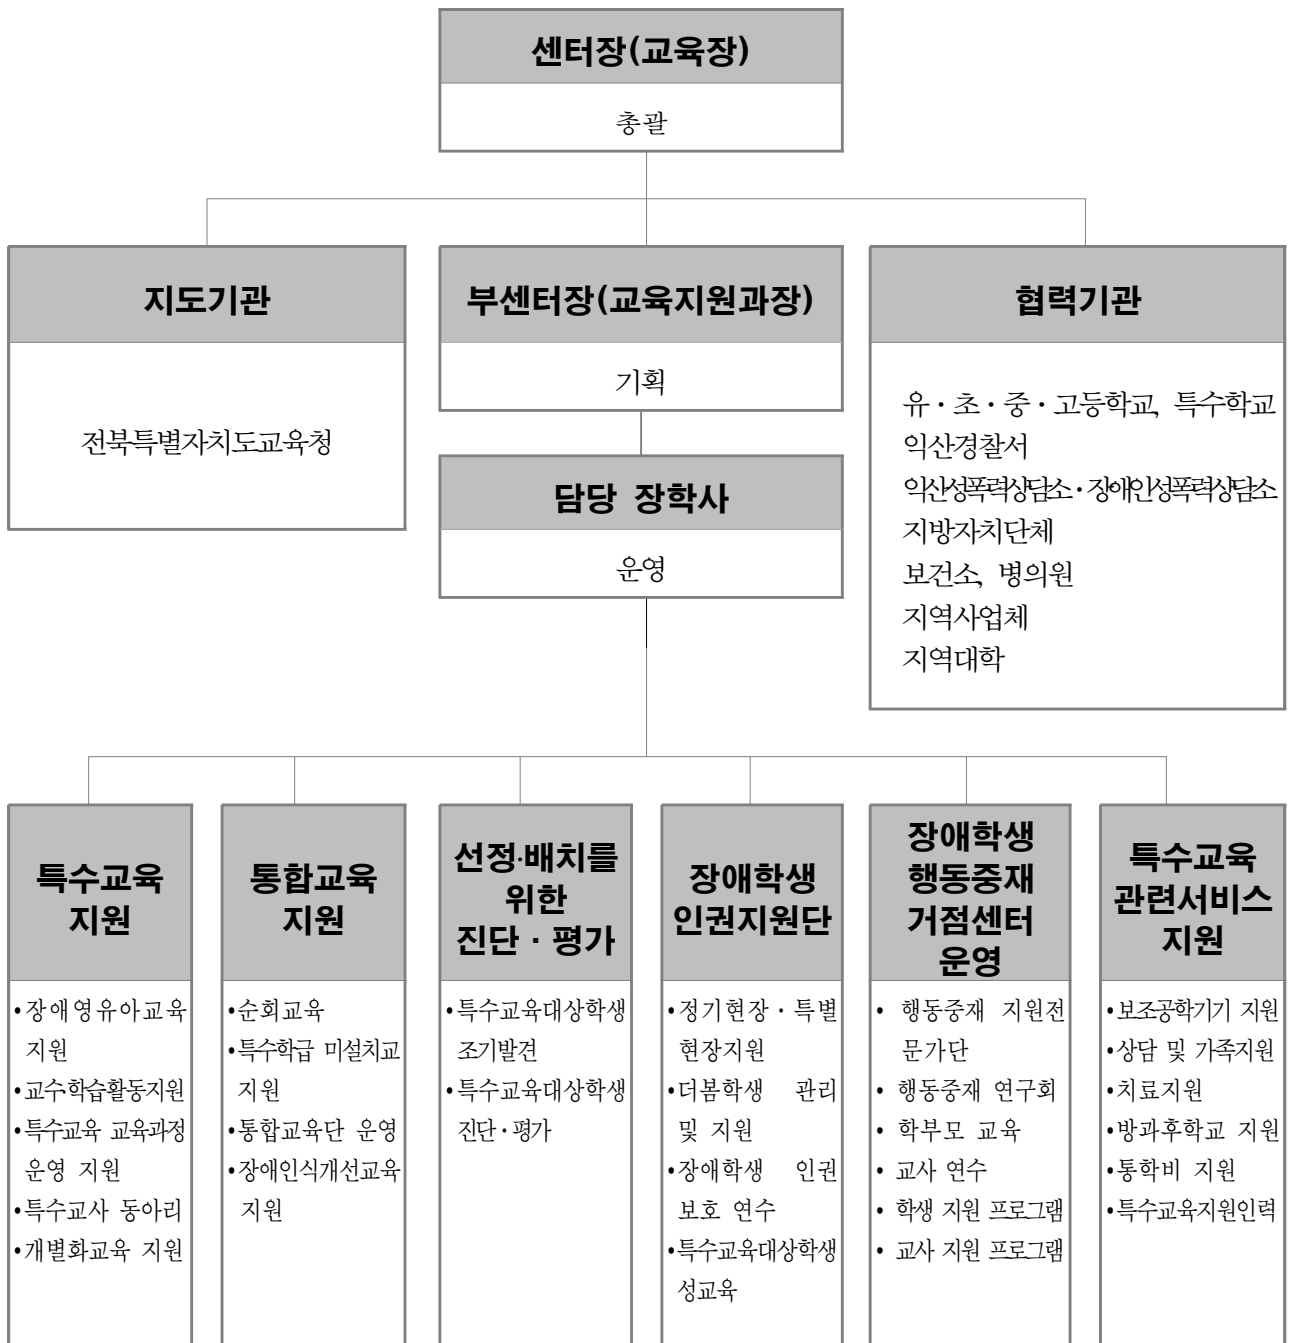 센터장(교육장)
총괄
지도기관
전북특별자치도교육청
부센터장(교육지원과장)
기획
담당 장학사
운영
협력기관
유·초·중·고등학교, 특수학교
익산경찰서
익산성폭력상담소·장애인성폭력상담소
지방자치단체
보건소, 병의원
지역사업체
지역대학
특수교육
지원
•장애영유아교육
지원
•교수학습활동지원
•특수교육 교육과정
운영 지원
•특수교사 동아리
•개별화교육 지원
통합교육
지원
•순회교육
•특수학급 미설치교
지원
•통합교육단 운영
•장애인식개선교육
지원
선정·배치를
위한
진단·평가
•특수교육대상학생
조기발견
•특수교육대상학생
진단·평가
장애학생
인권지원단
•정기현장·특별
현장지원
•더봄학생 관리
및 지원
•장애학생 인권
보호 연수
•특수교육대상학생
성교육
장애학생
행동중재
거점센터
운영
• 행동중재 지원전
문가단
• 행동중재 연구회
• 학부모 교육
• 교사 연수
• 학생 지원 프로그램
• 교사 지원 프로그램
특수교육
관련서비스
지원
•보조공학기기 지원
•상담 및 가족지원
•치료지원
•방과후학교 지원
•통학비 지원
•특수교육지원인력